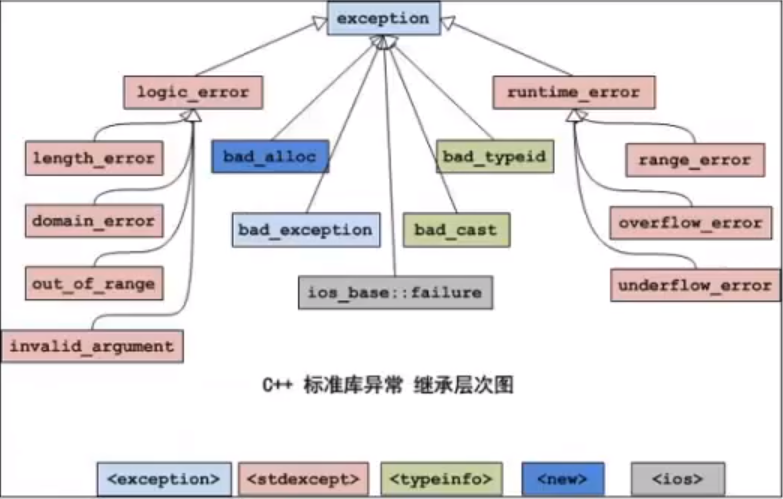 exception
logic_error
runtime_error
length_error
bad_alloc
bad_typeid
range_error
domain_error
bad_exception
bad_cast
overflow_error
out_of_range
ios_base::failure
underflow_error
invalid_argument
C++ 标准库异常 继承层次图
<exception> <stdexcept> <typeinfo> <new> <ios>